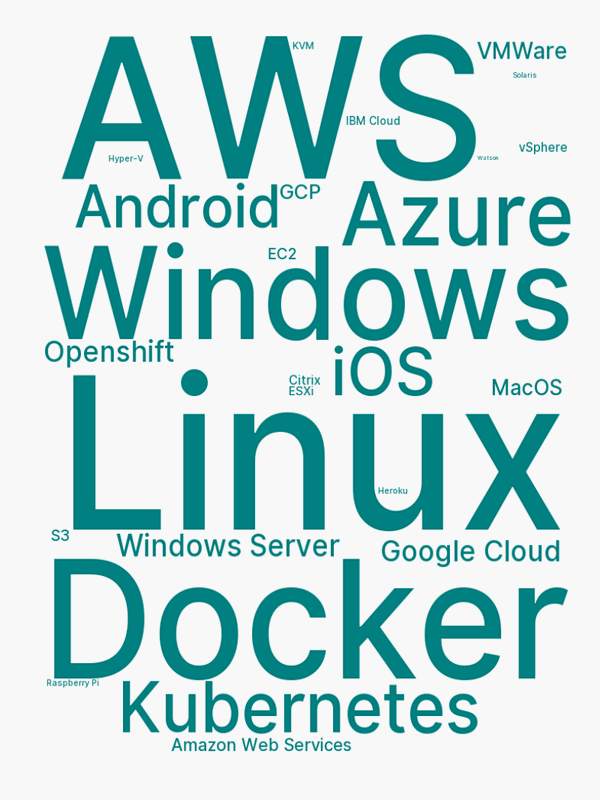 AWS
KVM
VMWare
Solaris
IBM Cloud
Hyper-V
Watson
vSphere
Android
GCP
Azure
EC2
Windows
Openshift
iOS
Citrix
ESXi
MacOS
Linux
Heroku
S3
Windows Server
Google Cloud
Docker
Raspberry Pi
Kubernetes
Amazon Web Services